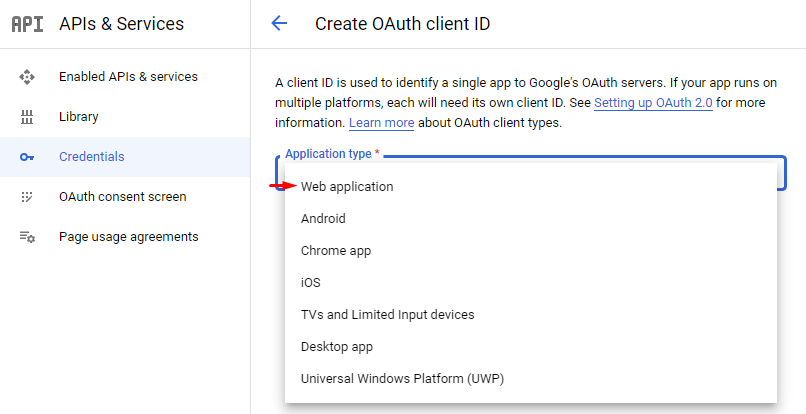 API APIs & Services
Enabled APIs & services
Library
Credentials
OAuth consent screen
Page usage agreements
Create OAuth client ID
A client ID is used to identify a single app to Google's OAuth servers. If your app runs on
multiple platforms, each will need its own client ID. See Setting up OAuth 2.0 for more
information. Learn more about OAuth client types.
Application type *
Web application
Android
Chrome app
iOS
TVs and Limited Input devices
Desktop app
Universal Windows Platform (UWP)